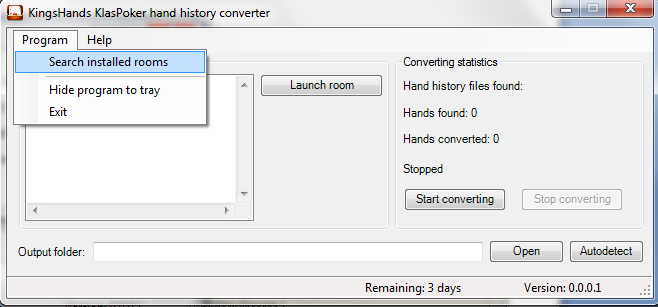 KingsHands KlasPoker hand history converter
Program Help
Search installed rooms
Hide program to tray
Exit
Launch room
Converting statistics
Hand history files found:
Hands found: 0
Hands converted: 0
Stopped
Start converting Stop converting
Output folder: Open Autodetect
Remaining: 3 days Version: 0.0.0.1